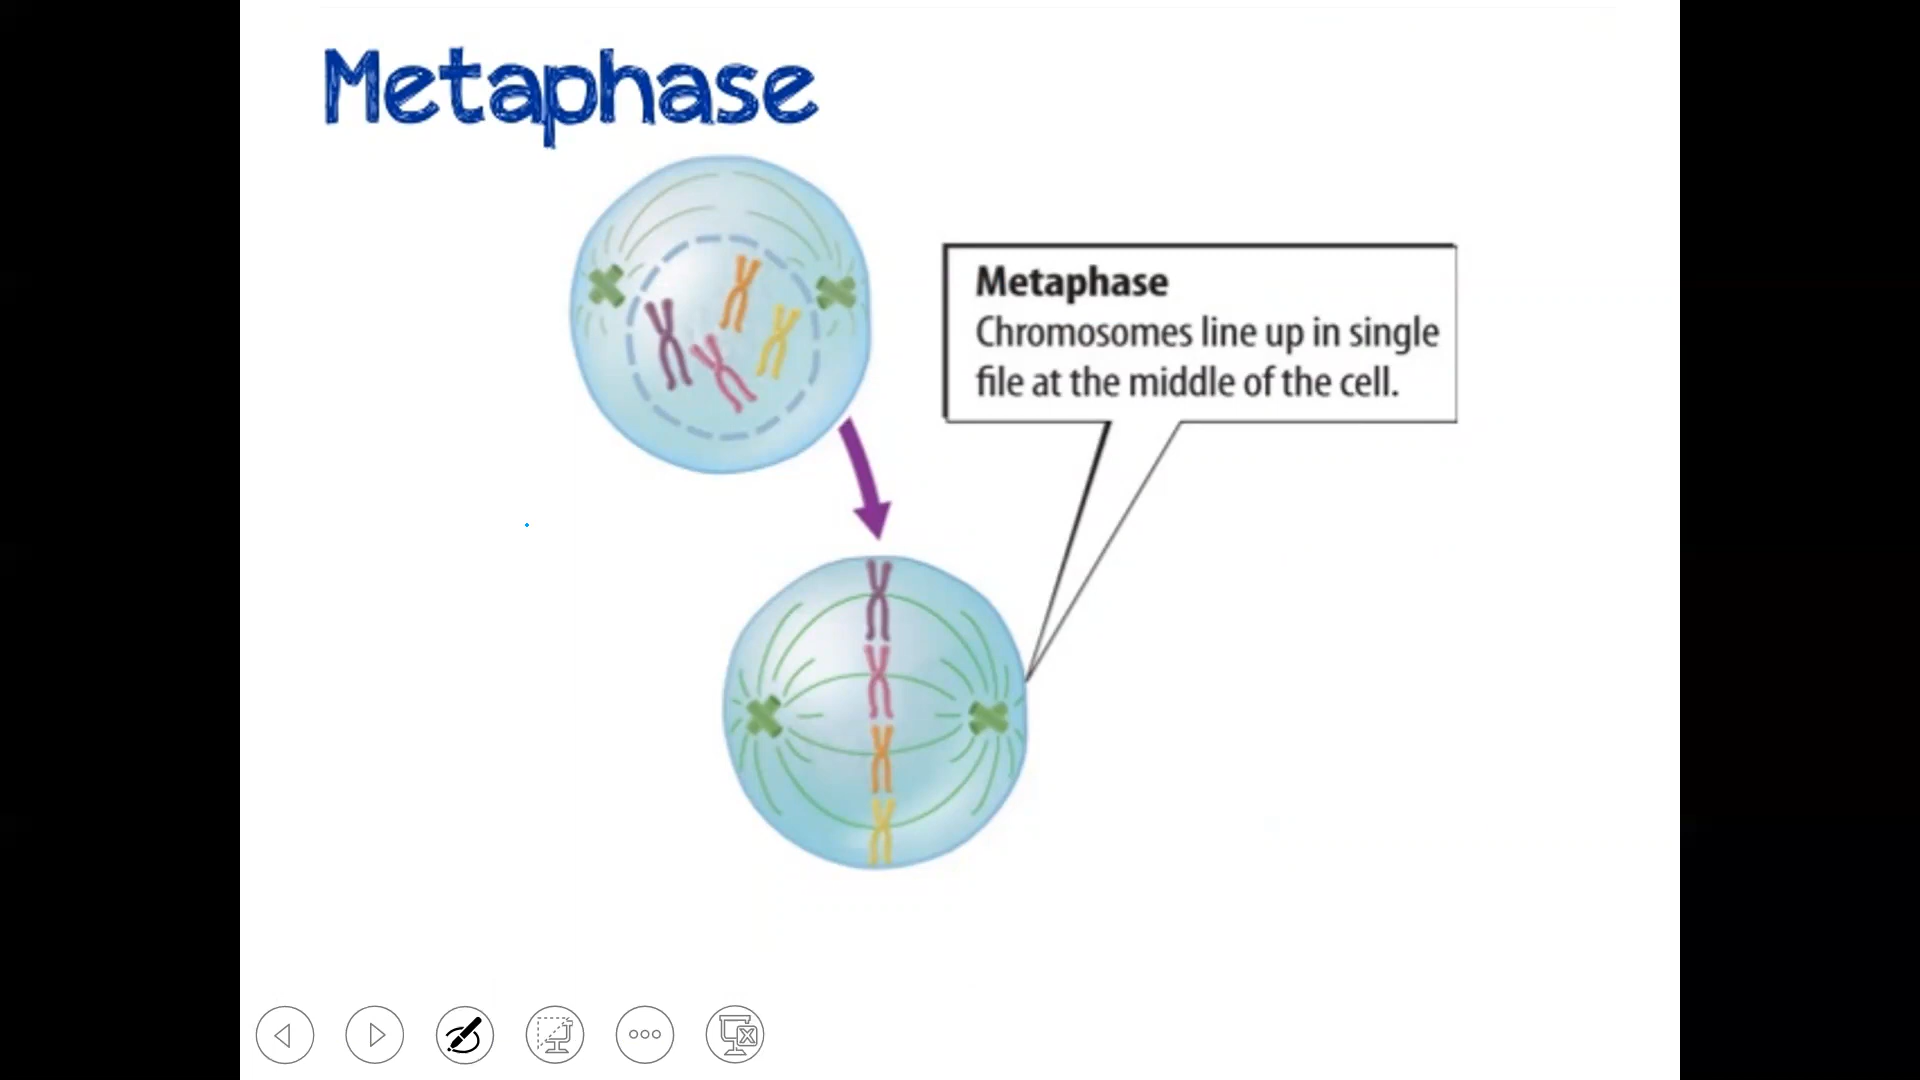 Metaphase
Metaphase
Chromosomes line up in single
file at the middle of the cell.